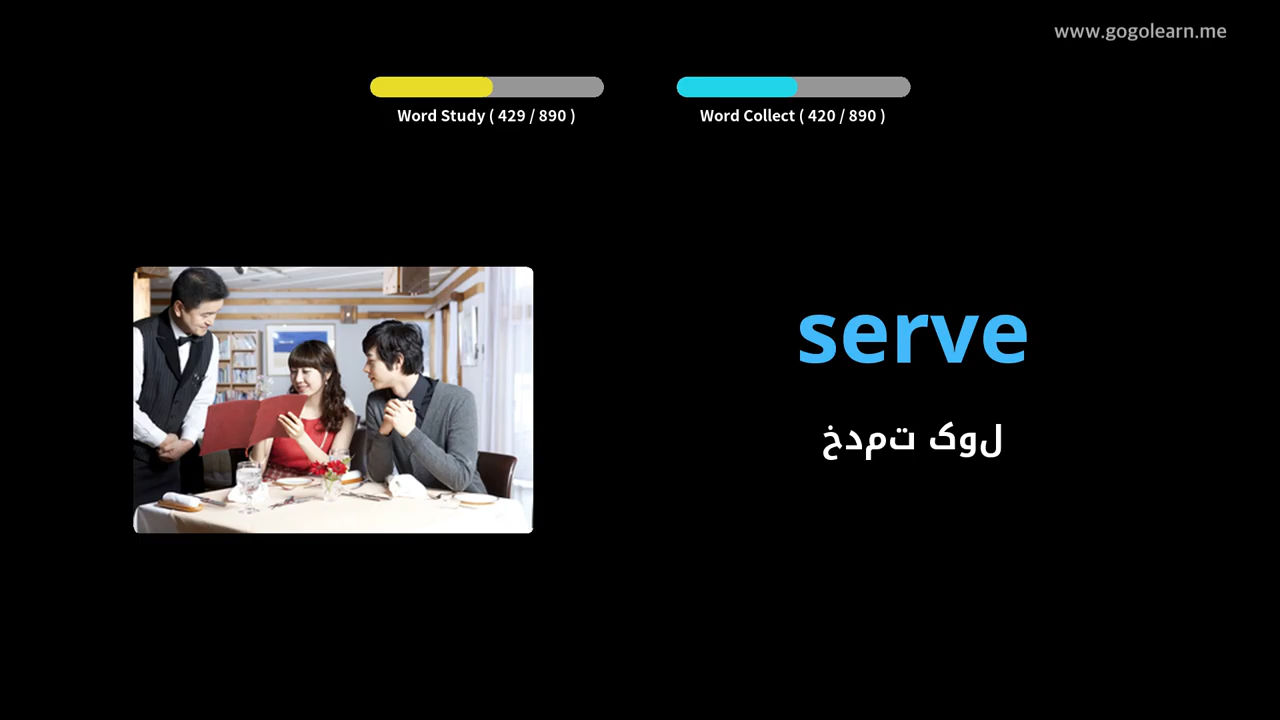 www.gogolearn.me
Word Study ( 429 / 890 )
Word Collect ( 420 / 890 )
serve
خدمت کول